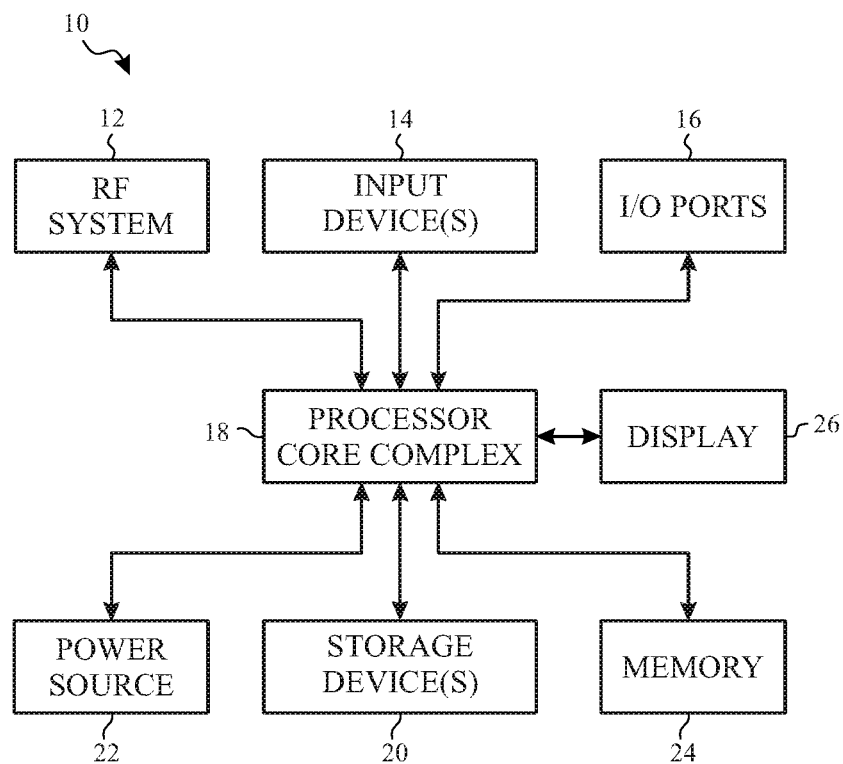 10
12
14
16
RF
SYSTEM
INPUT
DEVICE(S)
I/O PORTS
18
PROCESSOR
CORE COMPLEX
DISPLAY
26
POWER
SOURCE
STORAGE
DEVICE(S)
MEMORY
22
20
24